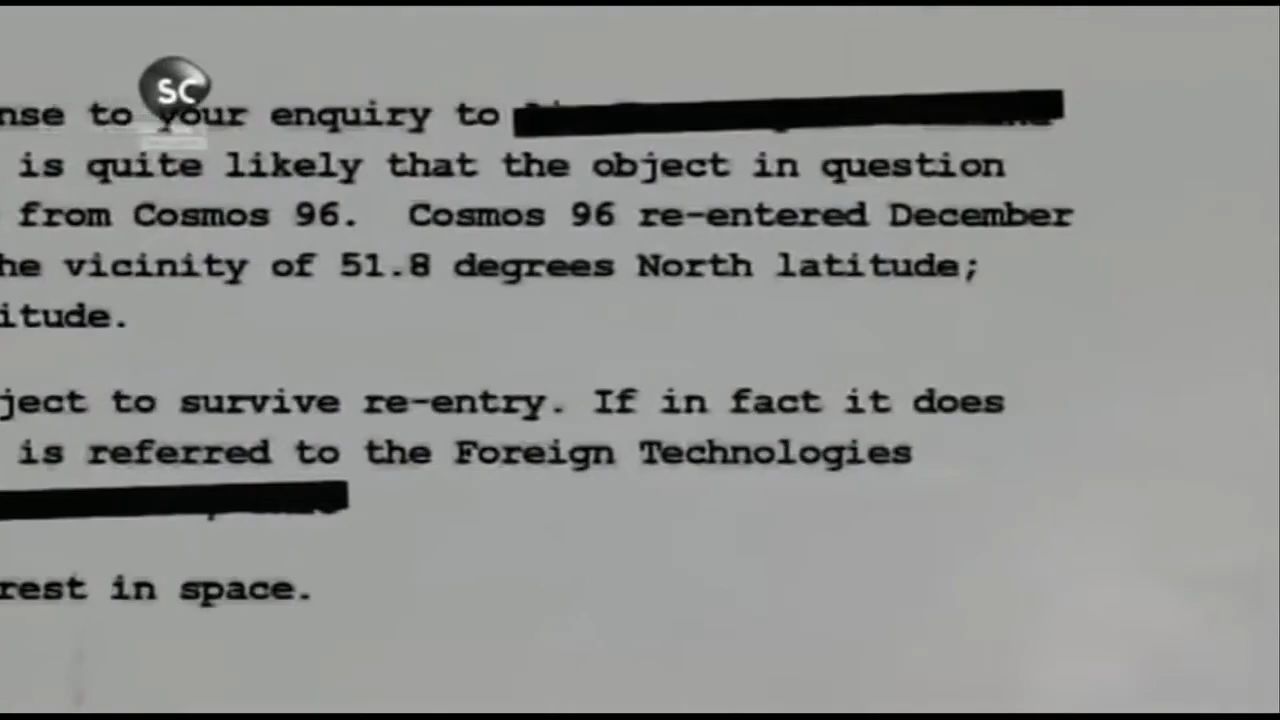 SC
nse to your enquiry to
is quite likely that the object in question
from Cosmos 96. Cosmos 96 re-entered December
he vicinity of 51.8 degrees North latitude;
itude.
ject to survive re-entry. If in fact it does
is referred to the Foreign Technologies
rest in space.